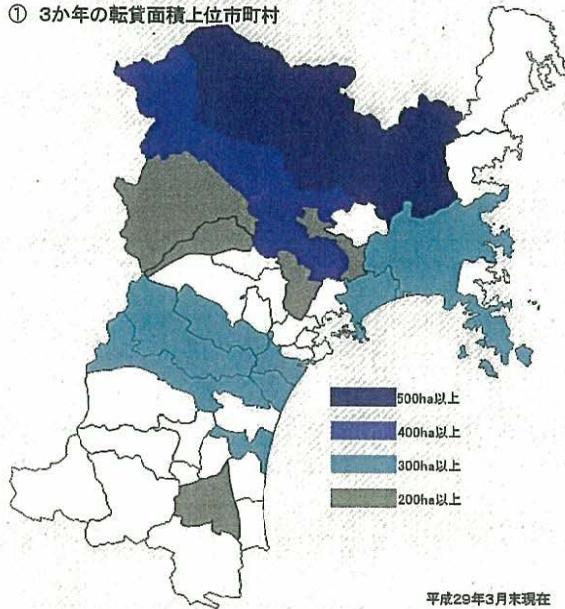 ① 3か年の転貸面積上位市町村
500ha以上
400ha以上
300ha以上
200ha以上
平成29年3月末現在